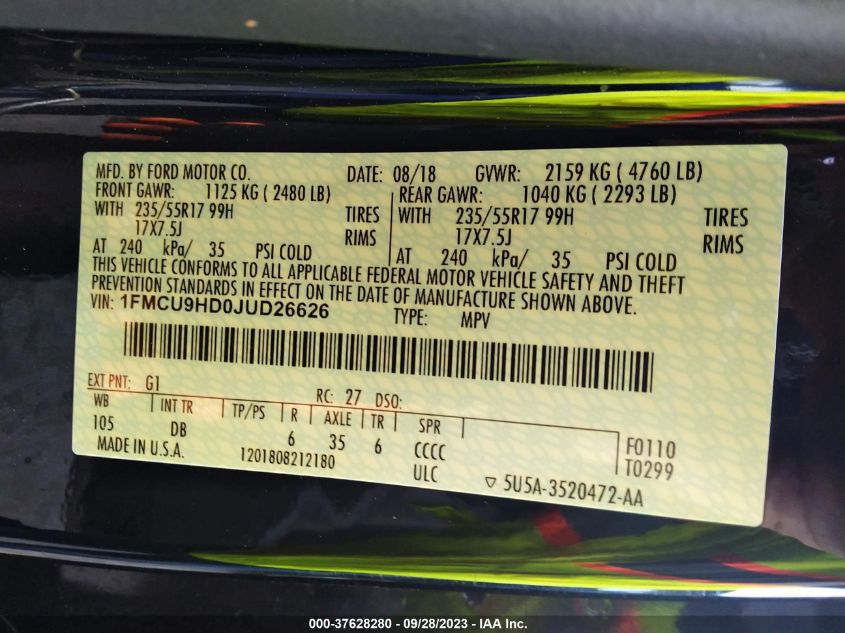 MFD. BY FORD MOTOR CO. DATE: 08/18 GVWR: 2159 KG ( 4760 LB)
FRONT GAWR: 1125 KG ( 2480 LB) REAR GAWR: 1040 KG ( 2293 LB)
WITH 235/55R17 99H TIRES WITH 235/55R17 99H TIRES
17X7.5J RIMS 17X7.5J RIMS
AT 240 kPa/ 35 PSI COLD AT 240 kPa/ 35 PSI COLD
THIS VEHICLE CONFORMS TO ALL APPLICABLE FEDERAL MOTOR VEHICLE SAFETY AND THEFT
PREVENTION STANDARDS IN EFFECT ON THE DATE OF MANUFACTURE SHOWN ABOVE.
VIN: 1FMCU9HD0JUD26626 TYPE: MPV
EXT PNT: G1 RC: 27 DSO:
WB INT TR TP/PS R AXLE TR SPR
105 DB 6 35 6 CCCC F0110
MADE IN U.S.A. 1201808212180 ULC T0299
▽ 5U5A-3520472-AA
000-37628280 - 09/28/2023 - IAA Inc.